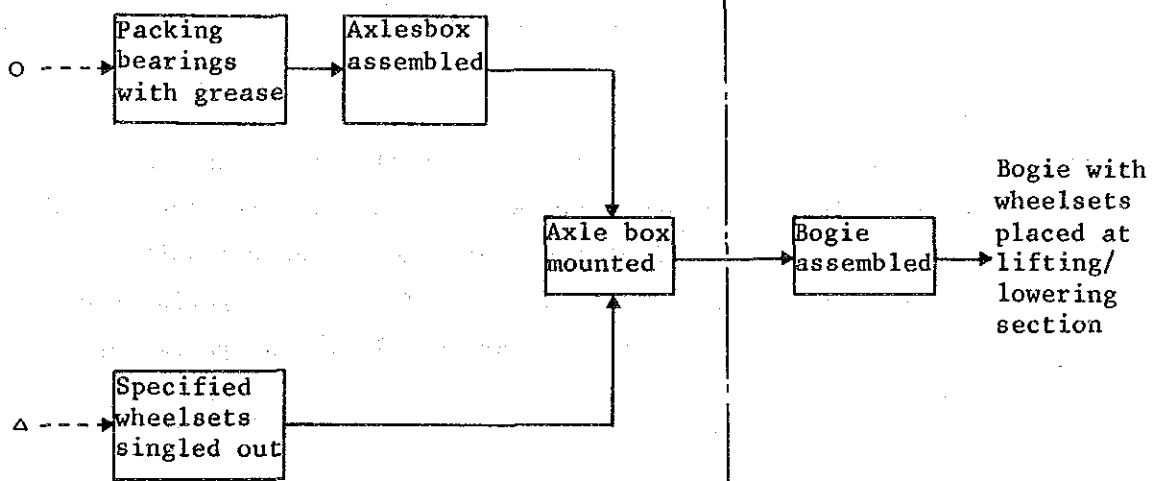 Packing
bearings
with grease
Axlesbox
assembled
Axle box
mounted
Bogie
assembled
Bogie with
wheelsets
placed at
lifting/
lowering
section
Specified
wheelsets
singled out